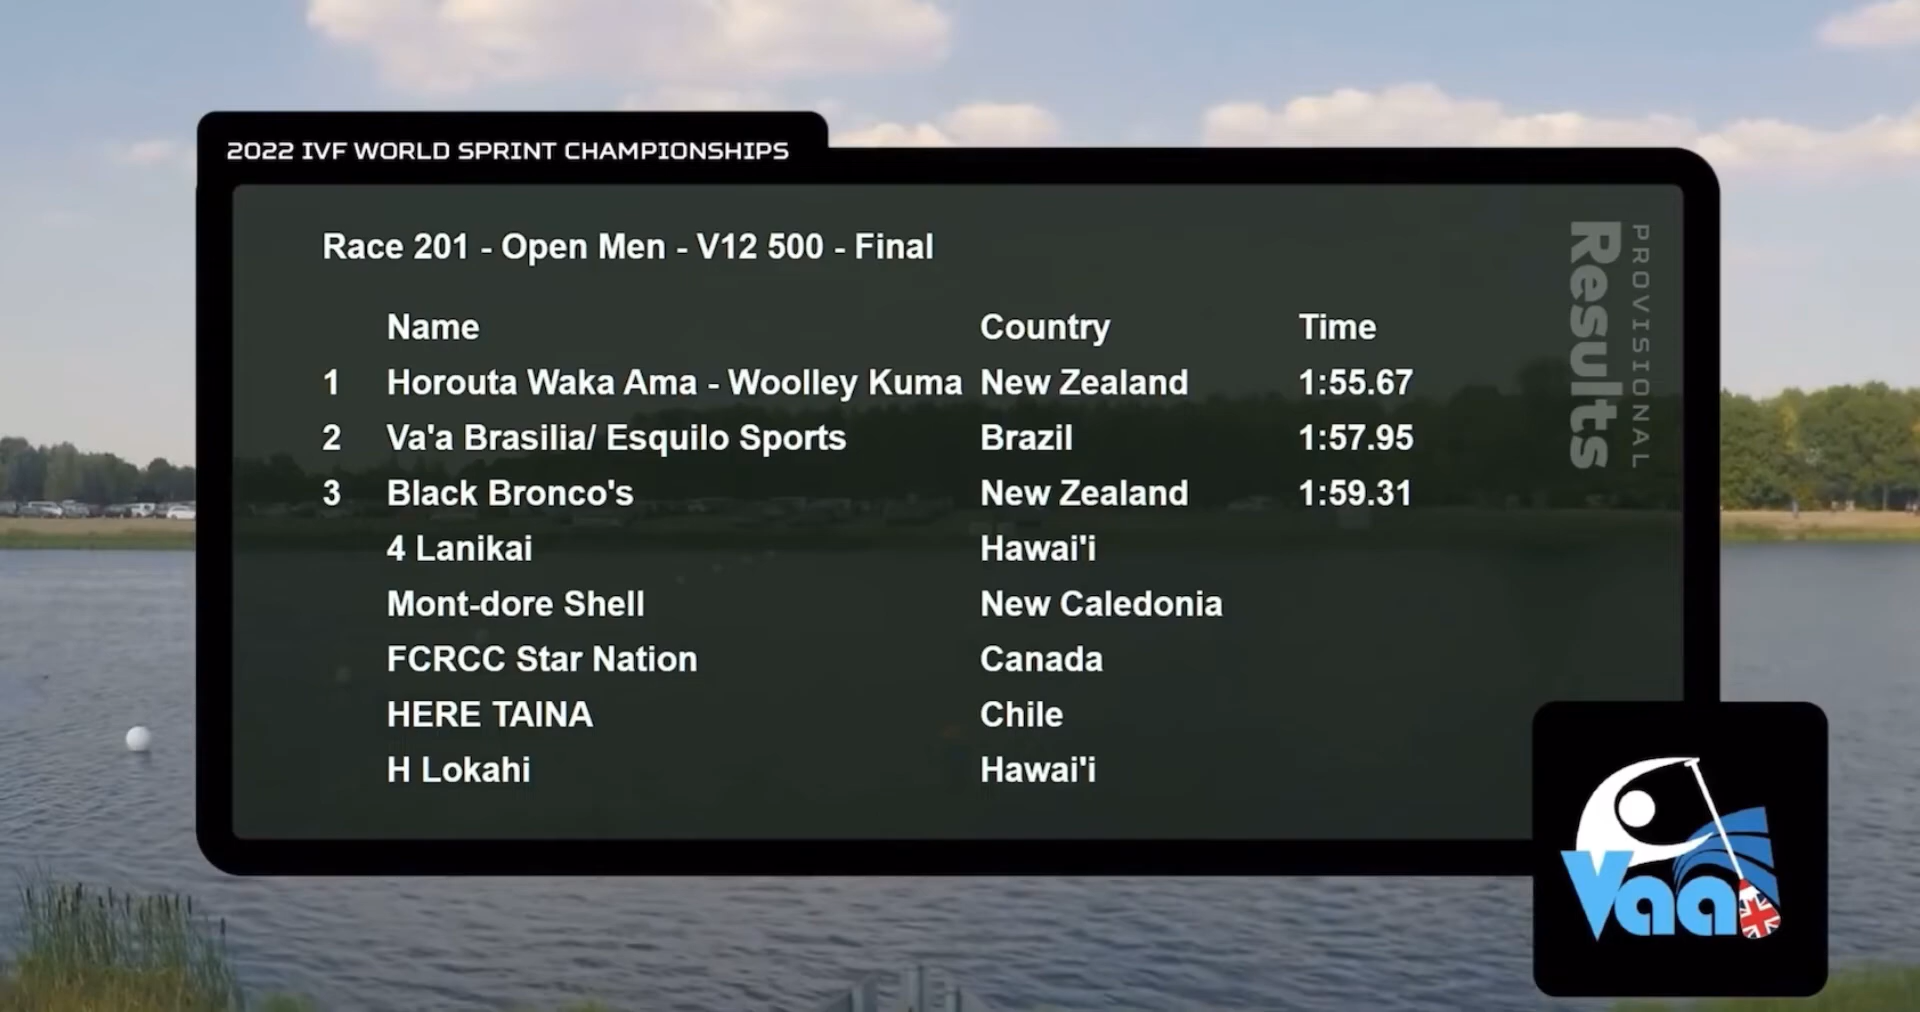 2022 IVF WORLD SPRINT CHAMPIONSHIPS
Race 201 - Open Men - V12 500 - Final
Name Country Time
1 Horouta Waka Ama - Woolley Kuma New Zealand 1:55.67
2 Va'a Brasilia/ Esquilo Sports Brazil 1:57.95
3 Black Bronco's New Zealand 1:59.31
4 Lanikai Hawai'i
Mont-dore Shell New Caledonia
FCRCC Star Nation Canada
HERE TAINA Chile
H Lokahi Hawai'i
PROVISIONAL
Results
Vaa